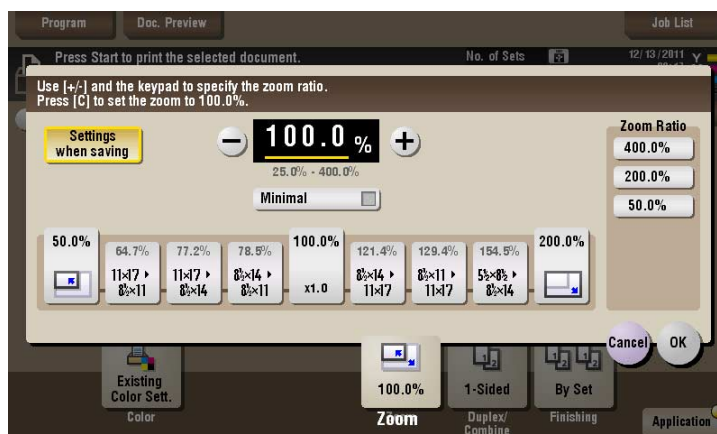 Program
Doc. Preview
Job List
Press Start to print the selected document.
No. of Sets
12/13/2011
Y
Use [+/-] and the keypad to specify the zoom ratio.
Press [C] to set the zoom to 100.0%.
Settings
when saving
−
100.0 %
+
25.0% - 400.0%
Minimal
Zoom Ratio
400.0%
200.0%
50.0%
50.0%
64.7%
11×17 ▸
8½×11
77.2%
11×17 ▸
8½×14
78.5%
8½×14 ▸
8½×11
100.0%
x1.0
121.4%
8½×14 ▸
11×17
129.4%
8½×11 ▸
11×17
154.5%
5½×8½ ▸
8½×14
200.0%
Cancel
OK
Existing
Color Sett.
Color
100.0%
Zoom
1-Sided
Duplex/
Combine
By Set
Finishing
Application